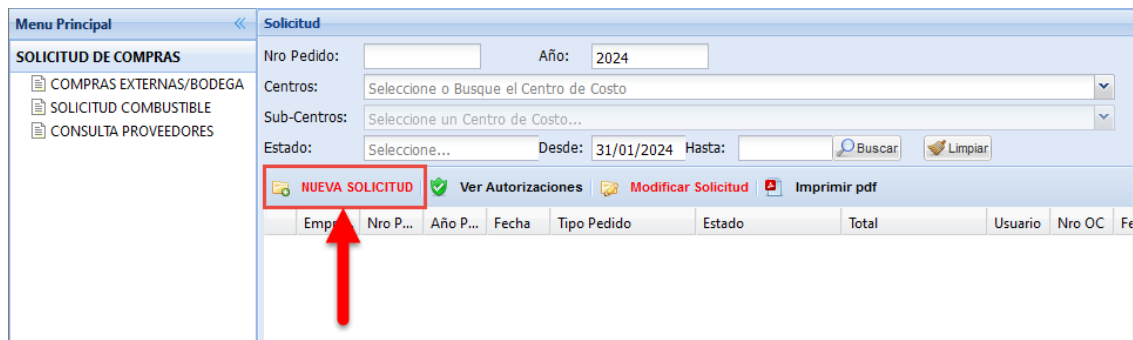 Menu Principal
SOLICITUD DE COMPRAS
COMPRAS EXTERNAS/BODEGA
SOLICITUD COMBUSTIBLE
CONSULTA PROVEEDORES
Solicitud
Nro Pedido: Año: 2024
Centros: Seleccione o Busque el Centro de Costo
Sub-Centros: Seleccione un Centro de Costo...
Estado: Seleccione... Desde: 31/01/2024 Hasta: Buscar Limpiar
NUEVA SOLICITUD Ver Autorizaciones Modificar Solicitud Imprimir pdf
Nro P... Año P... Fecha Tipo Pedido Estado Total Usuario Nro OC Fe